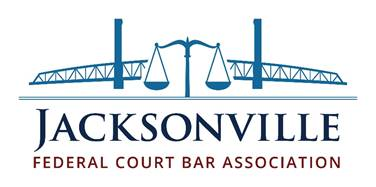 JACKSONVILLE
FEDERAL COURT BAR ASSOCIATION